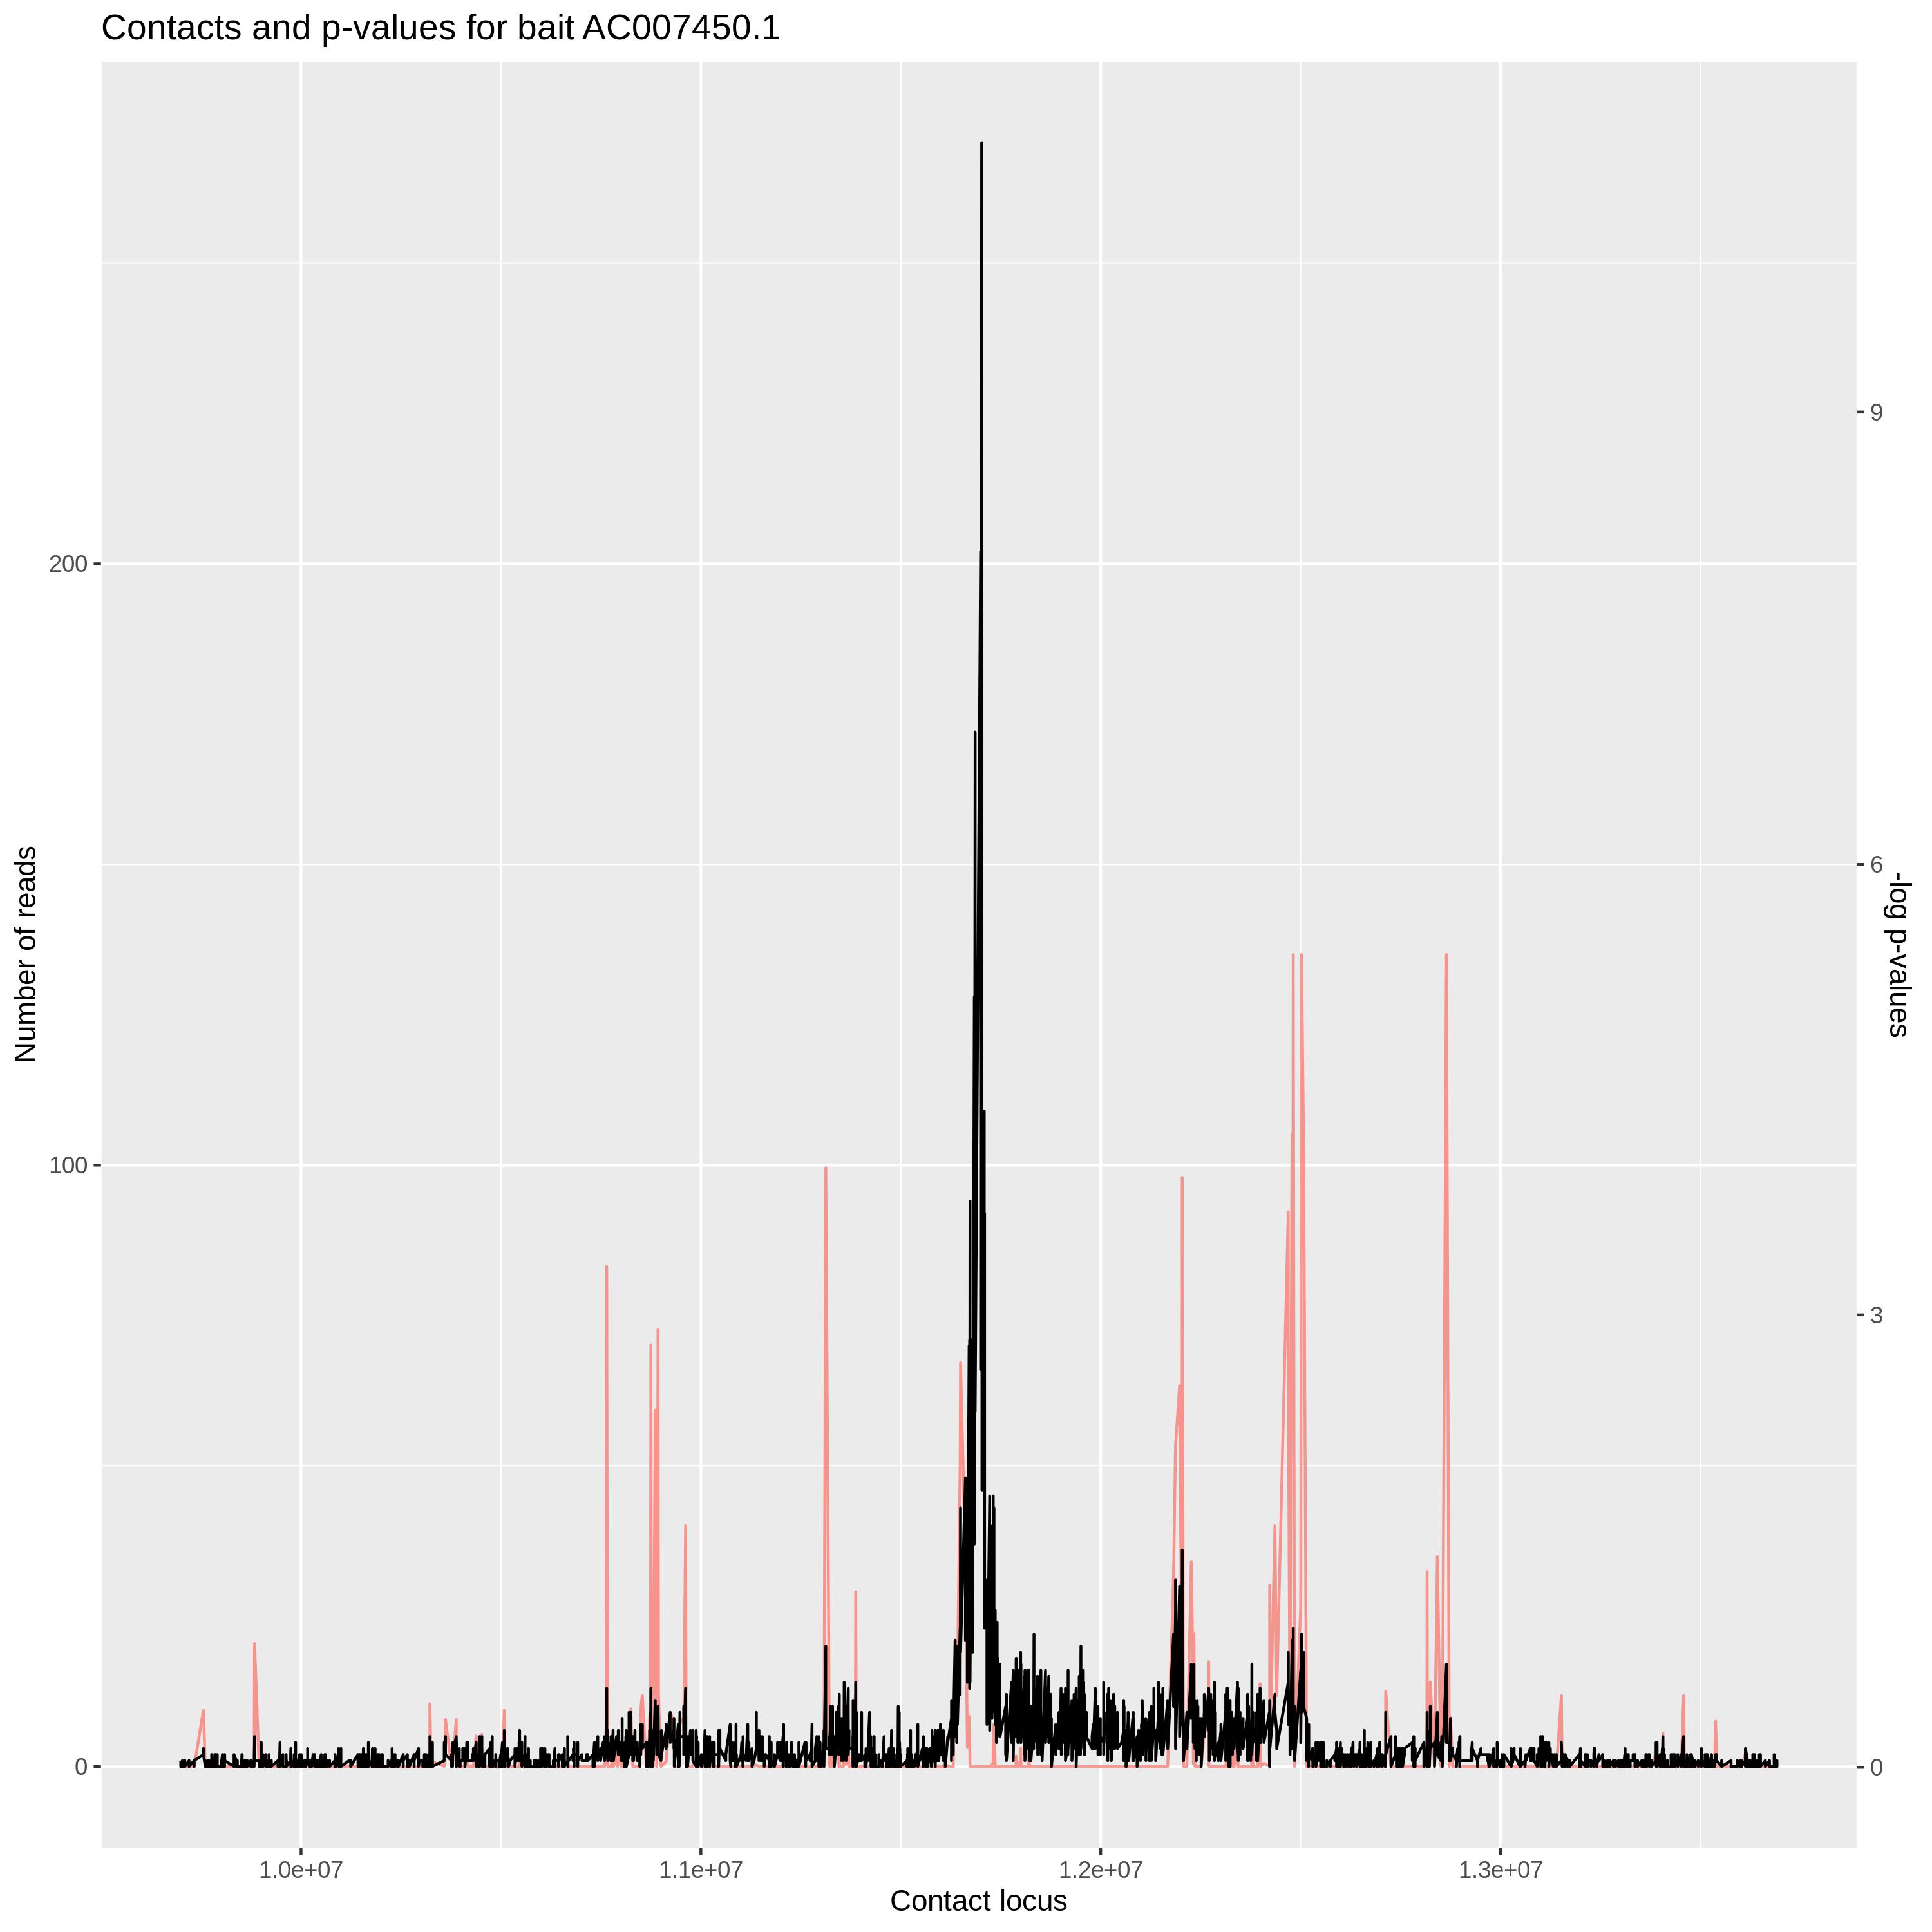 Contacts and p-values for bait AC007450.1
200
100
0
9
6
3
0
Number of reads
-log p-values
1.0e+07
1.1e+07
1.2e+07
1.3e+07
Contact locus